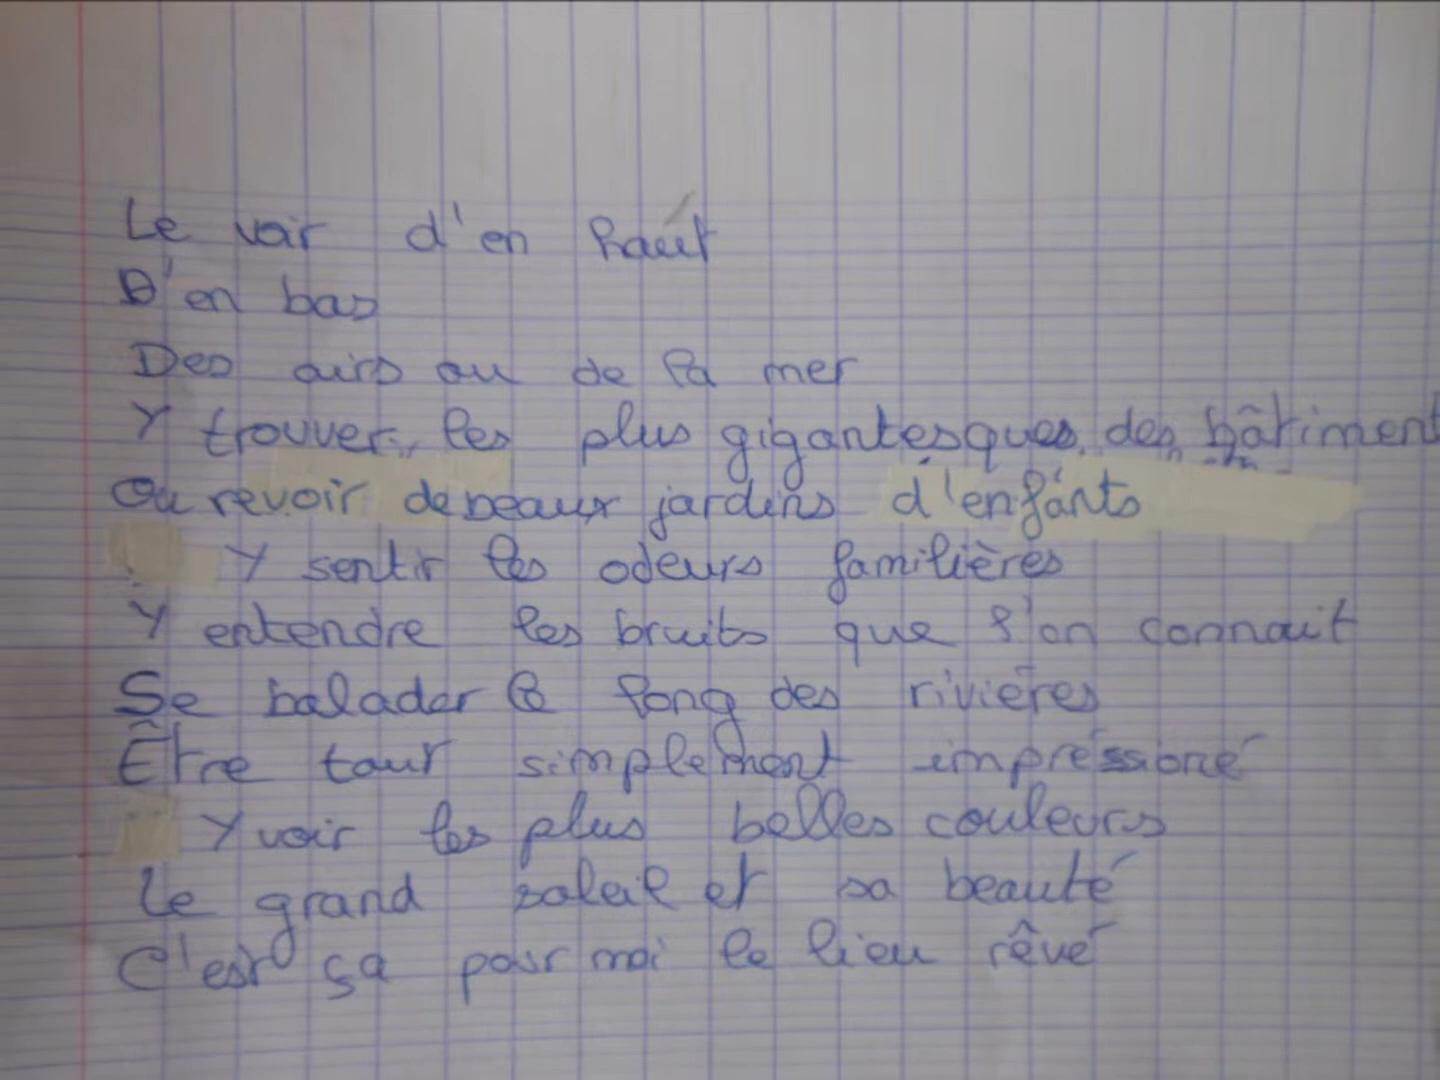 Le voir d'en haut
D'en bas
Des airs ou de la mer
Y trouver les plus gigantesques des bâtiment
Ou revoir de beaux jardins d'enfants
Y sentir les odeurs familières
Y entendre les bruits que l'on connait
Se balader le long des rivières
Être tout simplement impréssioné
Y voir les plus belles couleurs
Le grand soleil et sa beauté
C'est ça pour moi le lieu rêvé